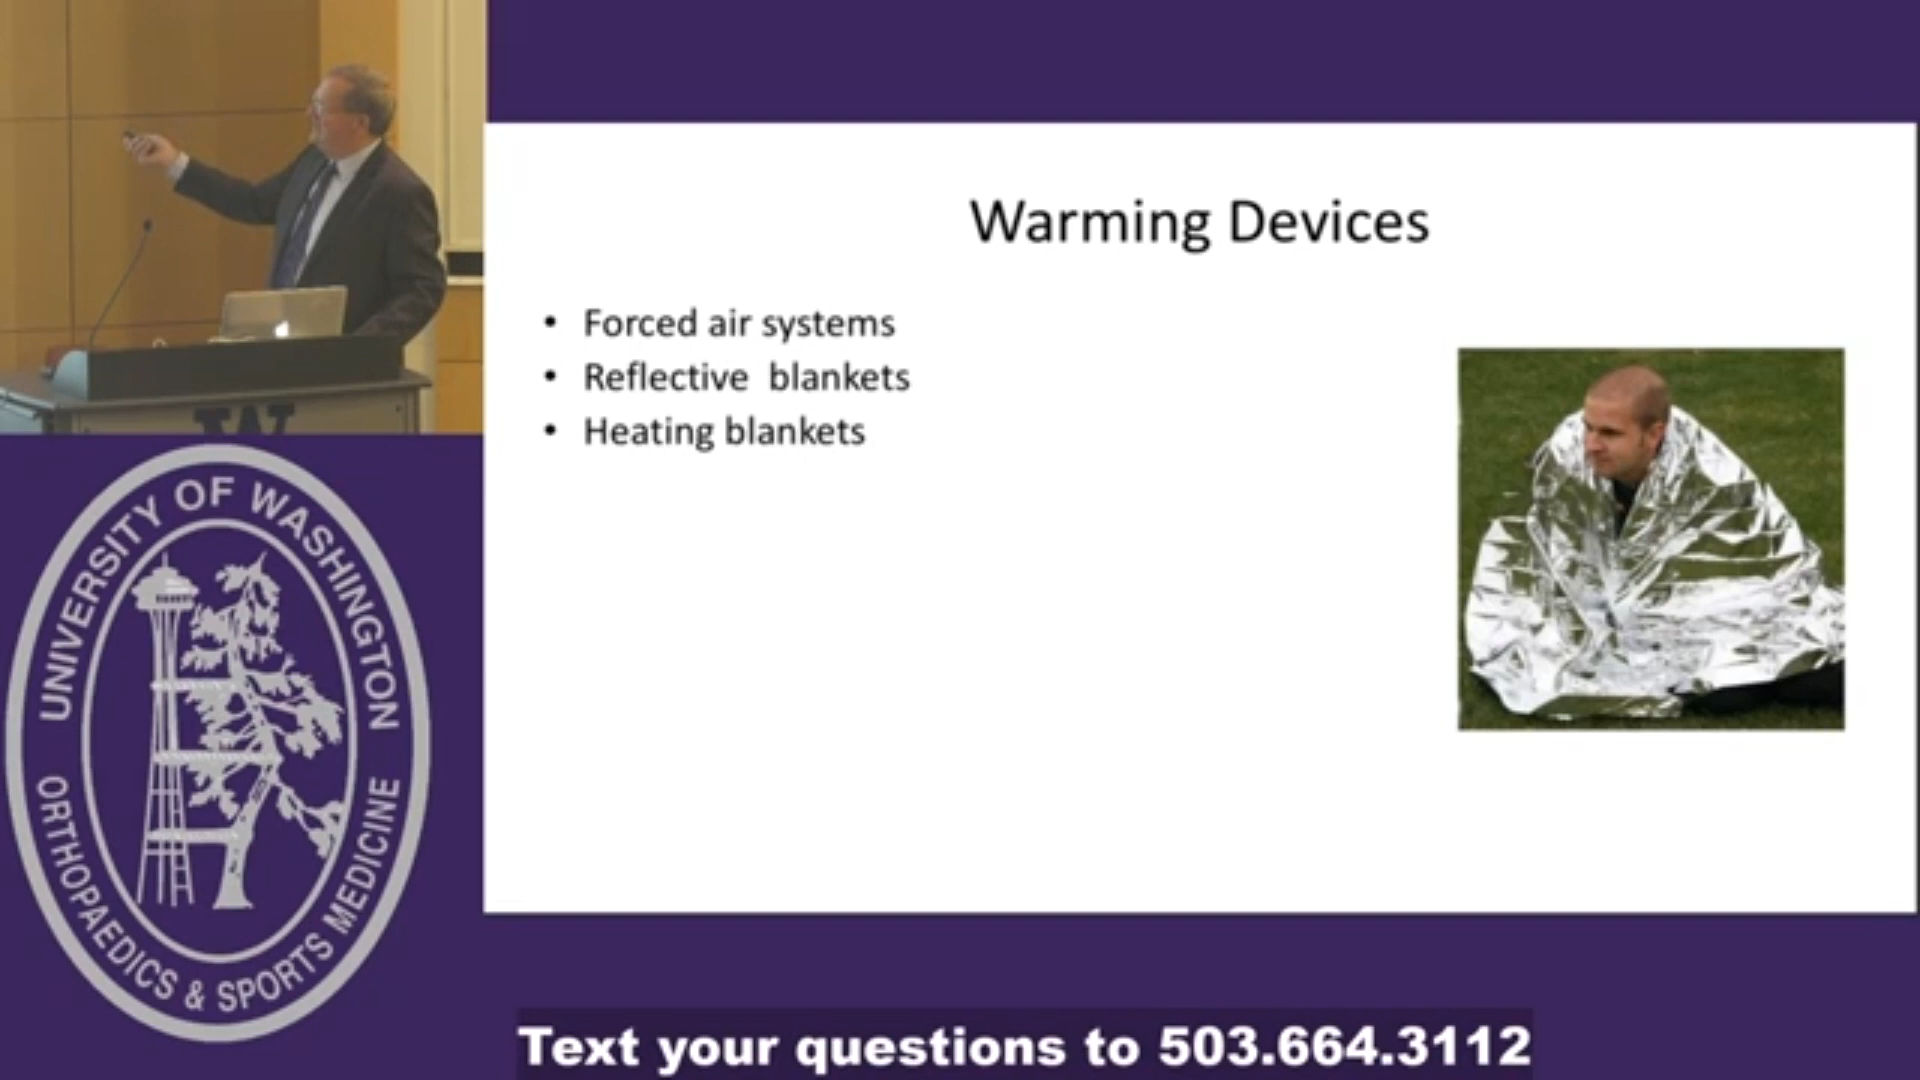 Warming Devices
• Forced air systems
• Reflective blankets
• Heating blankets
UNIVERSITY OF WASHINGTON
ORTHOPAEDICS & SPORTS MEDICINE
W
Text your questions to 503.664.3112